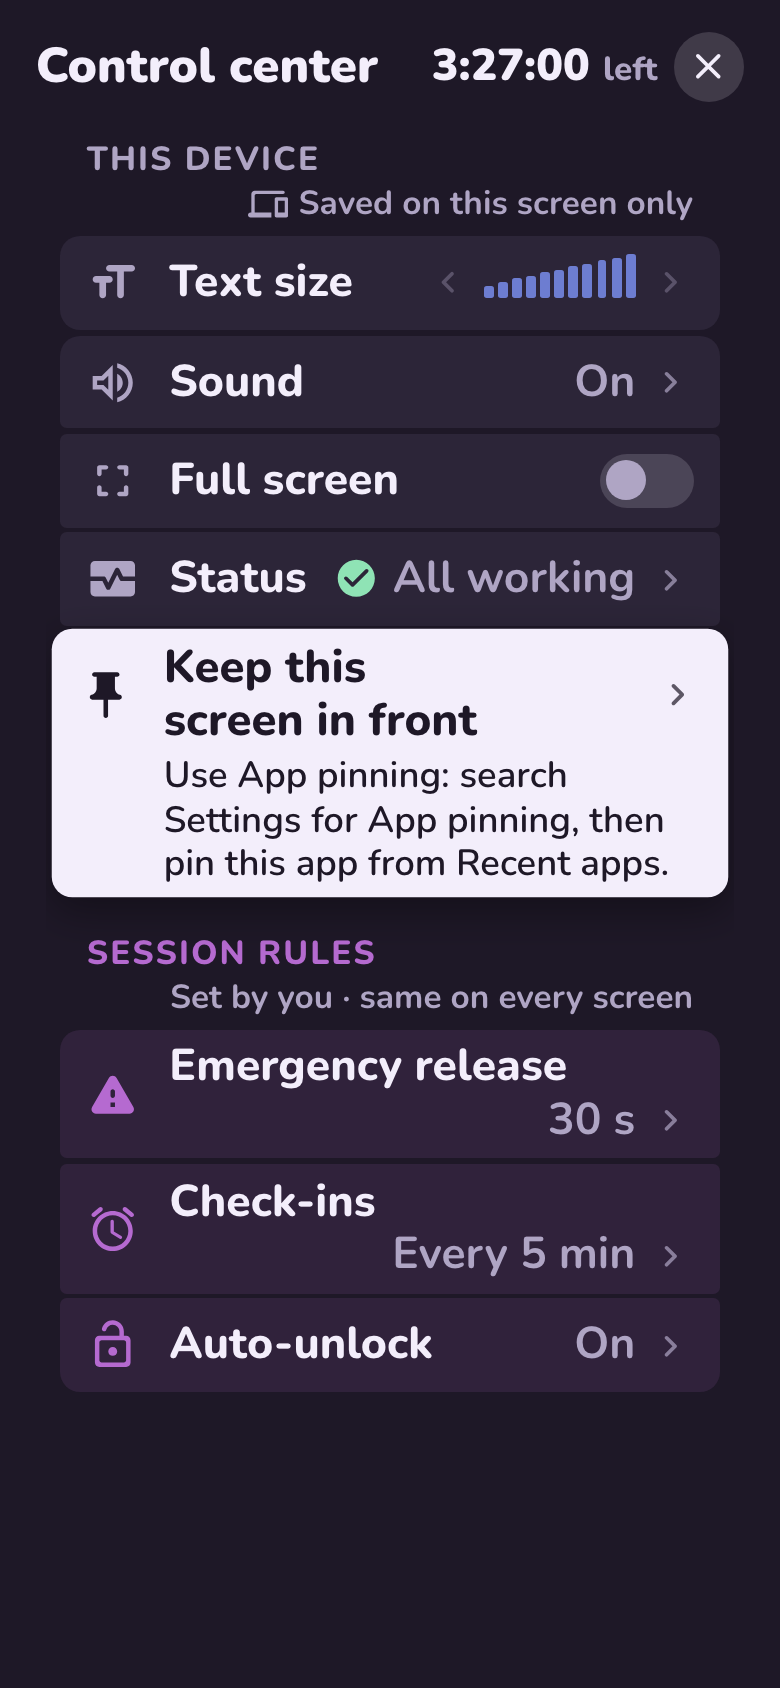 Control center 3:27:00 left
THIS DEVICE
Saved on this screen only
Text size
Sound On
Full screen
Status All working
Keep this
screen in front
Use App pinning: search
Settings for App pinning, then
pin this app from Recent apps.
SESSION RULES
Set by you · same on every screen
Emergency release
30 s
Check-ins
Every 5 min
Auto-unlock On